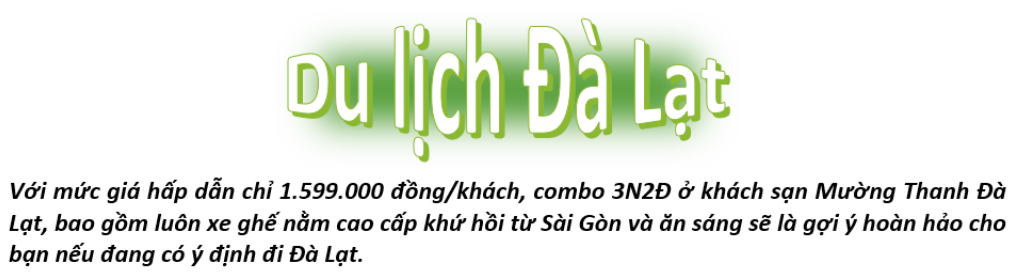 Du lịch Đà Lạt
Với mức giá hấp dẫn chỉ 1.599.000 đồng/khách, combo 3N2Đ ở khách sạn Mường Thanh Đà
Lạt, bao gồm luôn xe ghế nằm cao cấp khứ hồi từ Sài Gòn và ăn sáng sẽ là gợi ý hoàn hảo cho
bạn nếu đang có ý định đi Đà Lạt.